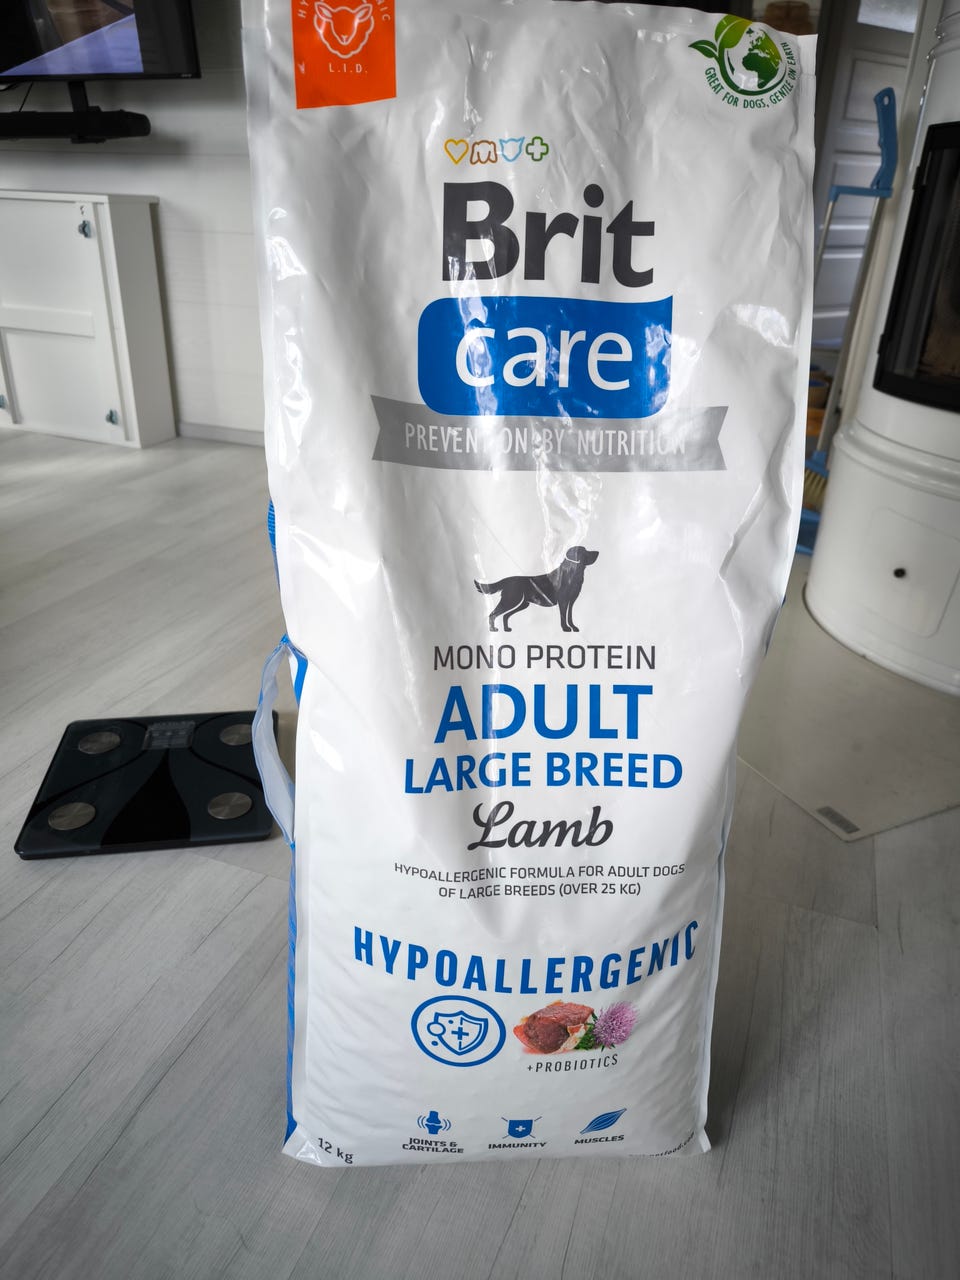 L.I.D.
GREAT FOR DOGS, GENTLE ON EARTH
Brit
care
PREVENTION BY NUTRITION
MONO PROTEIN
ADULT
LARGE BREED
Lamb
HYPOALLERGENIC FORMULA FOR ADULT DOGS
OF LARGE BREEDS (OVER 25 KG)
HYPOALLERGENIC
+PROBIOTICS
JOINTS &
CARTILAGE
IMMUNITY
MUSCLES
12 kg